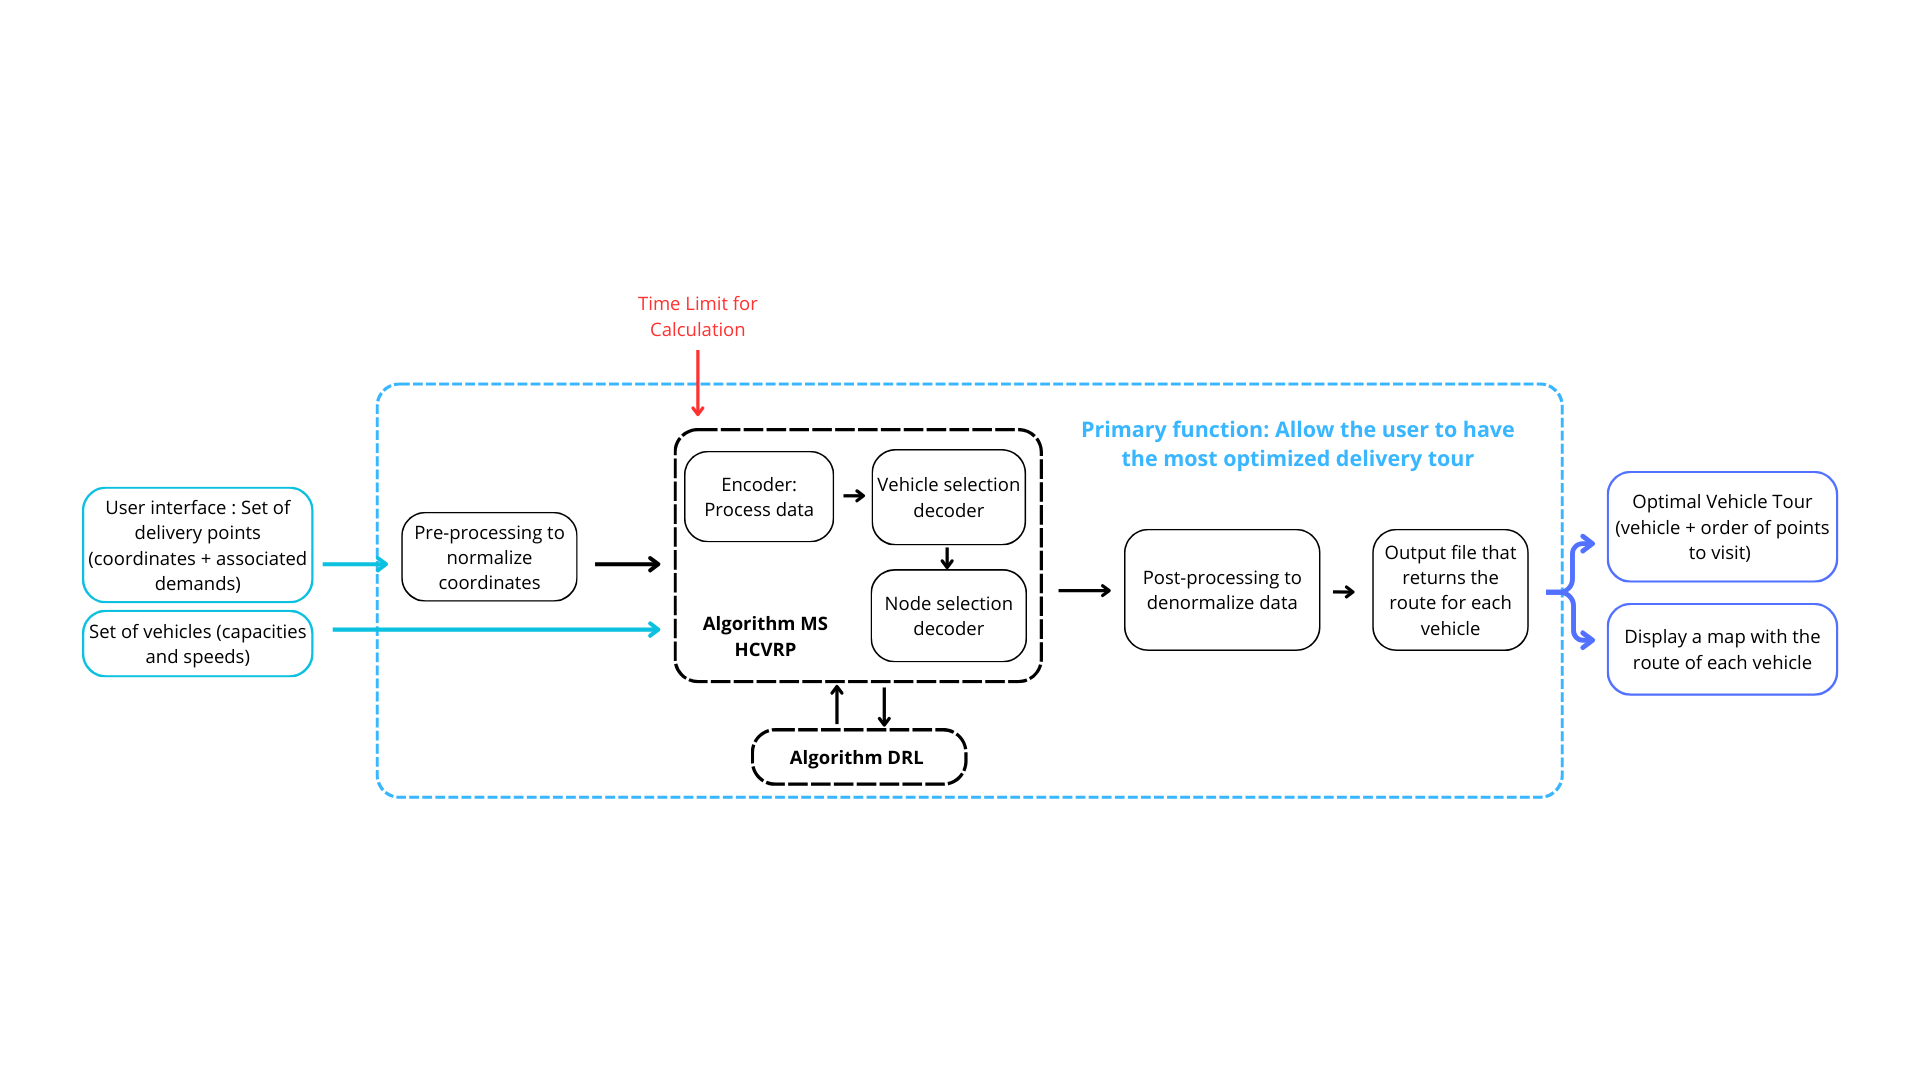 Time Limit for
Calculation
Primary function: Allow the user to have
the most optimized delivery tour
User interface : Set of
delivery points
(coordinates + associated
demands)
Set of vehicles (capacities
and speeds)
Pre-processing to
normalize
coordinates
Encoder:
Process data
Vehicle selection
decoder
Node selection
decoder
Algorithm MS
HCVRP
Algorithm DRL
Post-processing to
denormalize data
Output file that
returns the
route for each
vehicle
Optimal Vehicle Tour
(vehicle + order of points
to visit)
Display a map with the
route of each vehicle